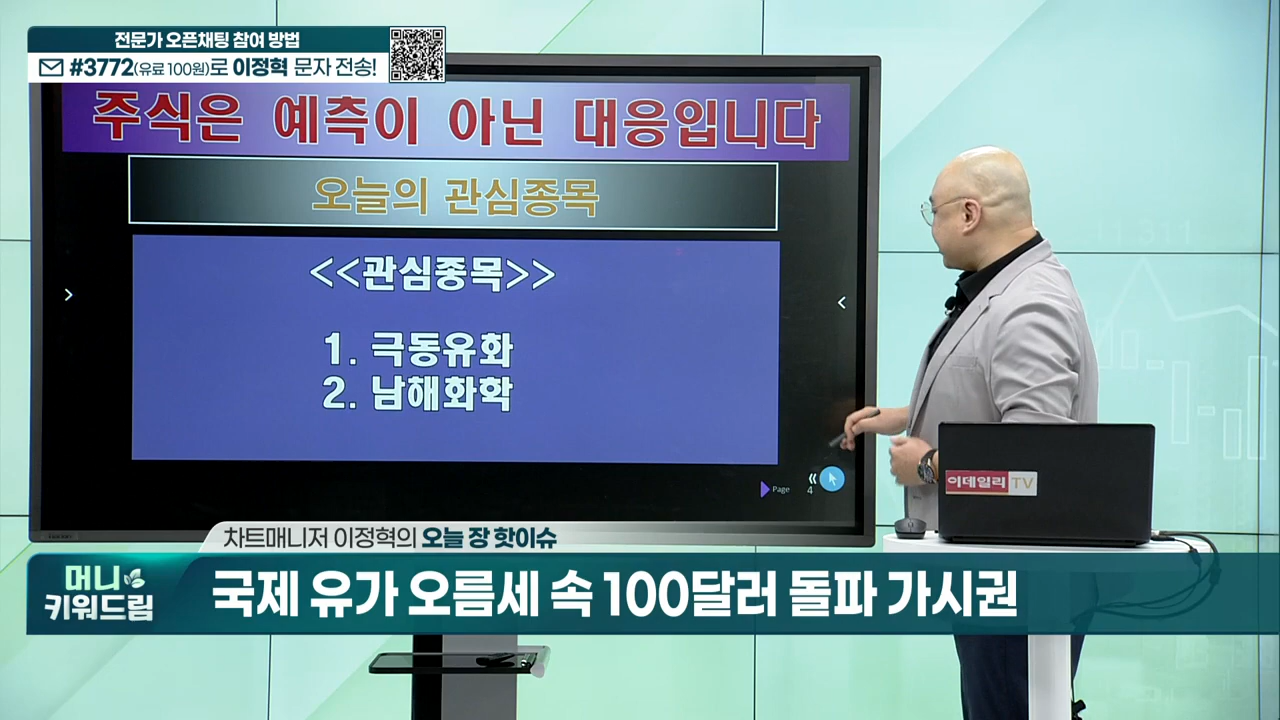 전문가 오픈채팅 참여 방법
#3772(유료 100원)로 이정혁 문자 전송!
주식은 예측이 아닌 대응입니다
오늘의 관심종목
<<관심종목>>
1. 극동유화
2. 남해화학
Page 4
이데일리TV
차트매니저 이정혁의 오늘 장 핫이슈
머니
키워드림
국제 유가 오름세 속 100달러 돌파 가시권